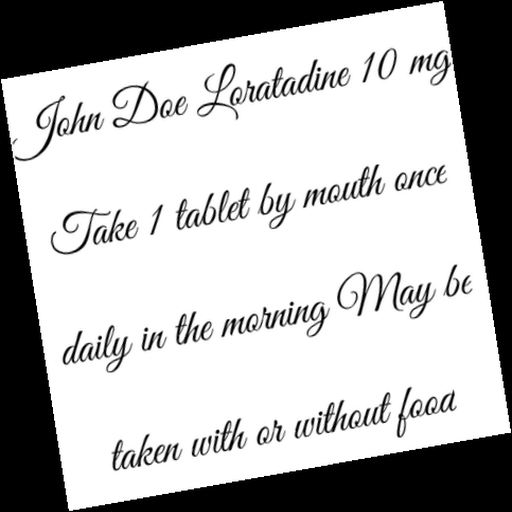 John Doe Loratadine 10 mg
Take 1 tablet by mouth once
daily in the morning May be
taken with or without food